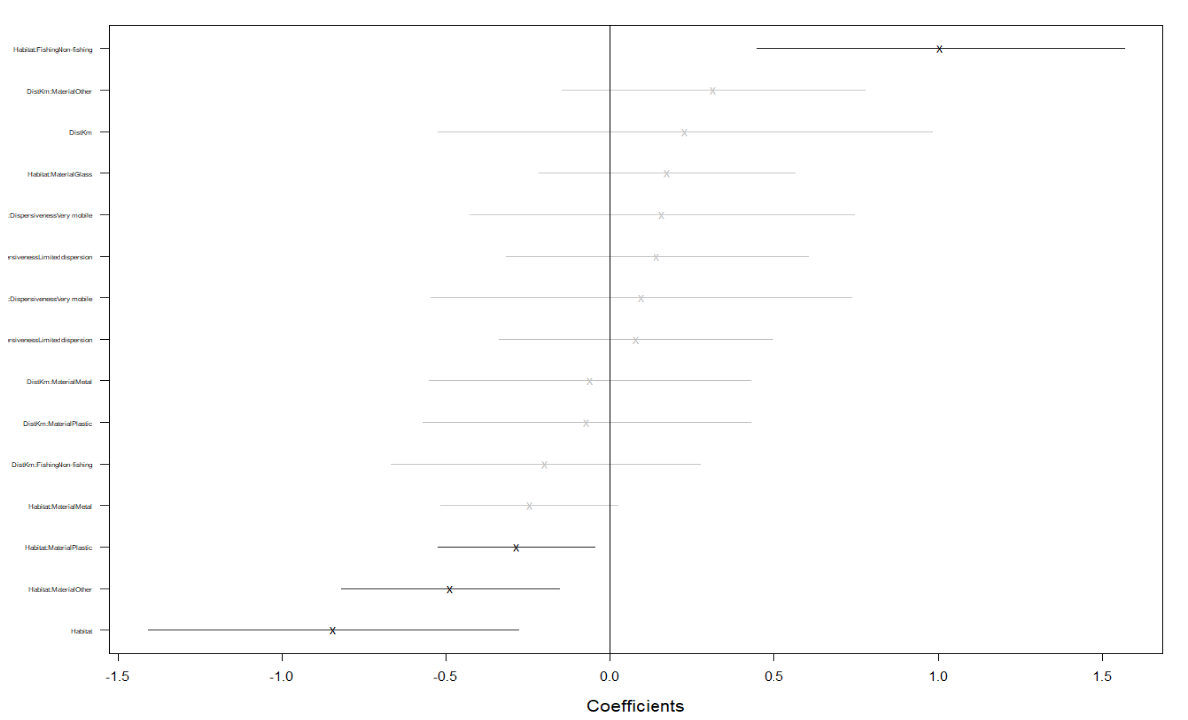 Habitat:FishingNon-fishing
DistKm:MaterialOther
DistKm
Habitat:MaterialGlass
:DispersivenessVery mobile
rsivenessLimited dispersion
:DispersivenessVery mobile
nsivenessLimited dispersion
DistKm:MaterialMetal
DistKm:MaterialPlastic
DistKm:FishingNon-fishing
Habitat:MaterialMetal
Habitat:MaterialPlastic
Habitat:MaterialOther
Habitat
-1.5 -1.0 -0.5 0.0 0.5 1.0 1.5
Coefficients